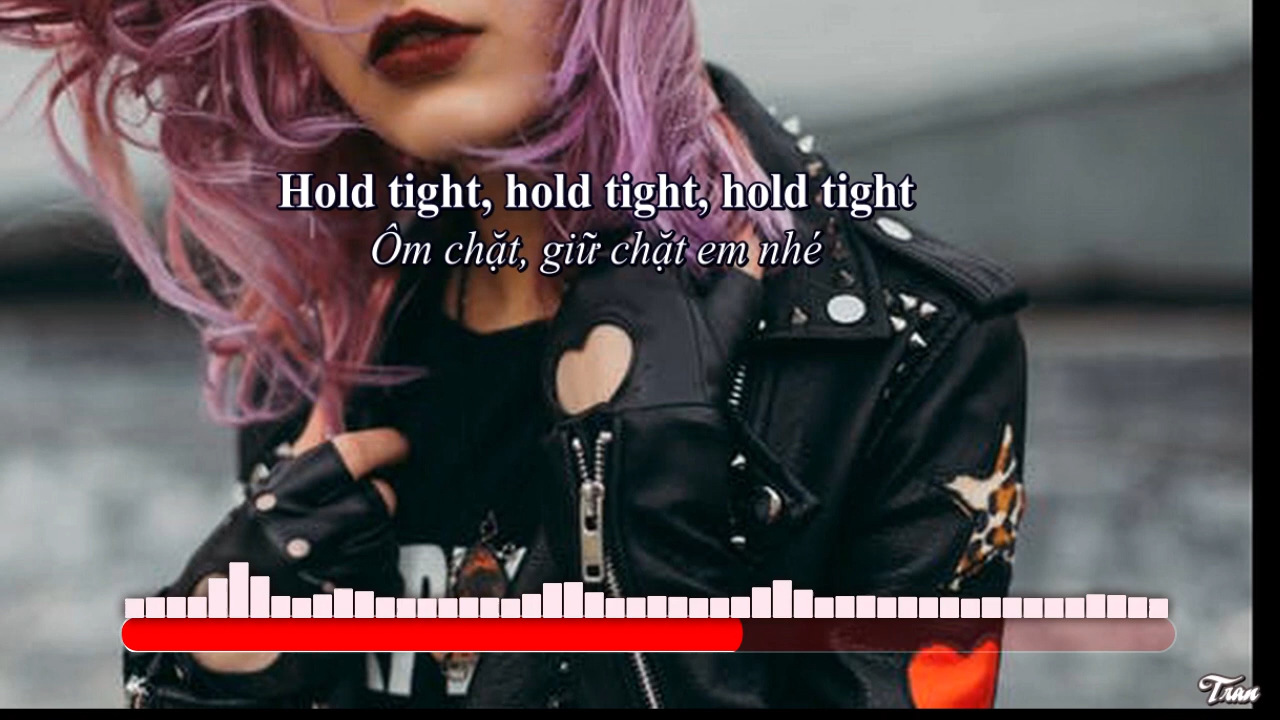 Hold tight, hold tight, hold tight
Ôm chặt, giữ chặt em nhé
Tran